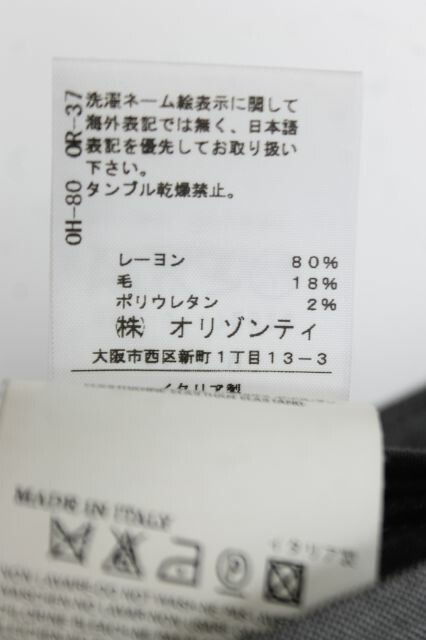 OH-80 OR-37
洗濯ネーム絵表示に関して
海外表記では無く、日本語
表記を優先してお取り扱い
下さい。
タンブル乾燥禁止。
レーヨン 80%
毛 18%
ポリウレタン 2%
㈱ オリゾンティ
大阪市西区新町1丁目13-3
イタリア製
MADE IN ITALY
イタリア製